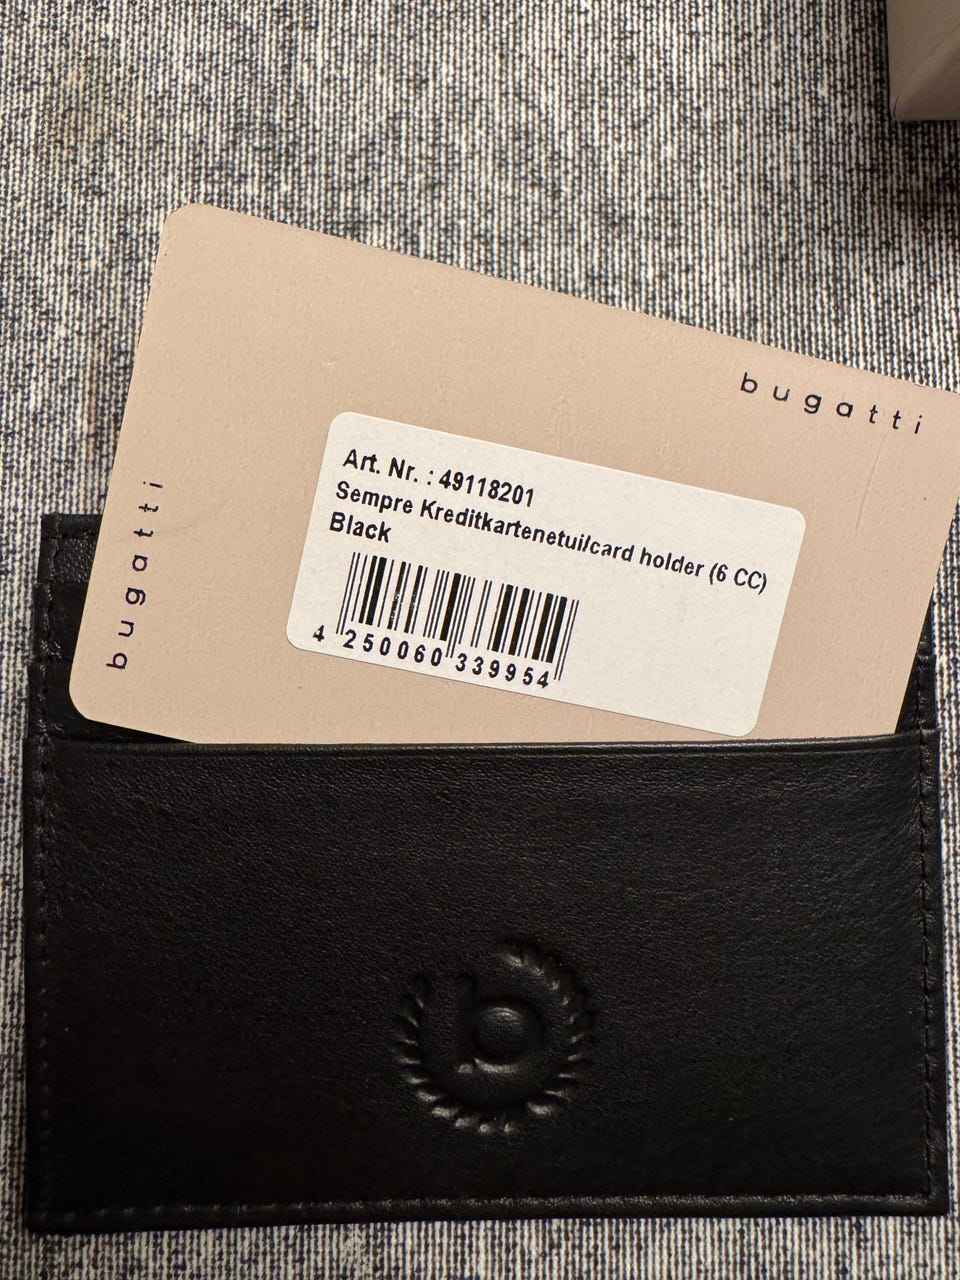 bugatti
bugatti
Art. Nr. : 49118201
Sempre Kreditkartenetui/card holder (6 CC)
Black
4 250060 339954
b